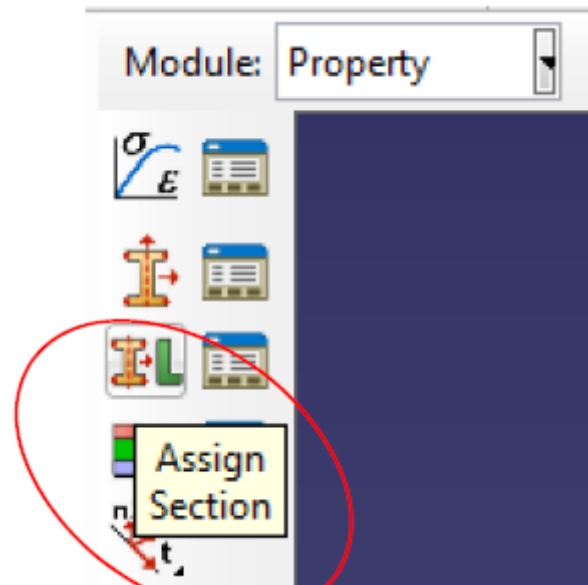 Module: Property
σ
ε
Assign
Section
n
t